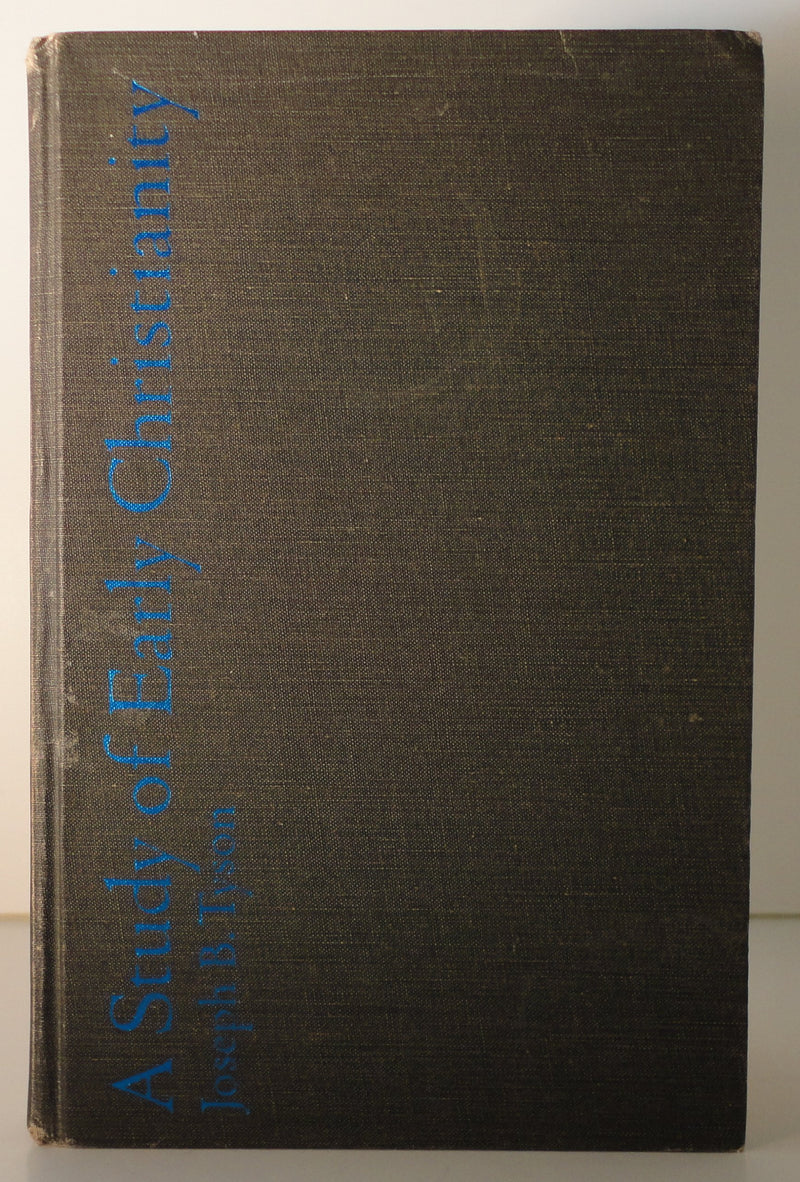 A Study of Early Christianity
Joseph B. Tyson